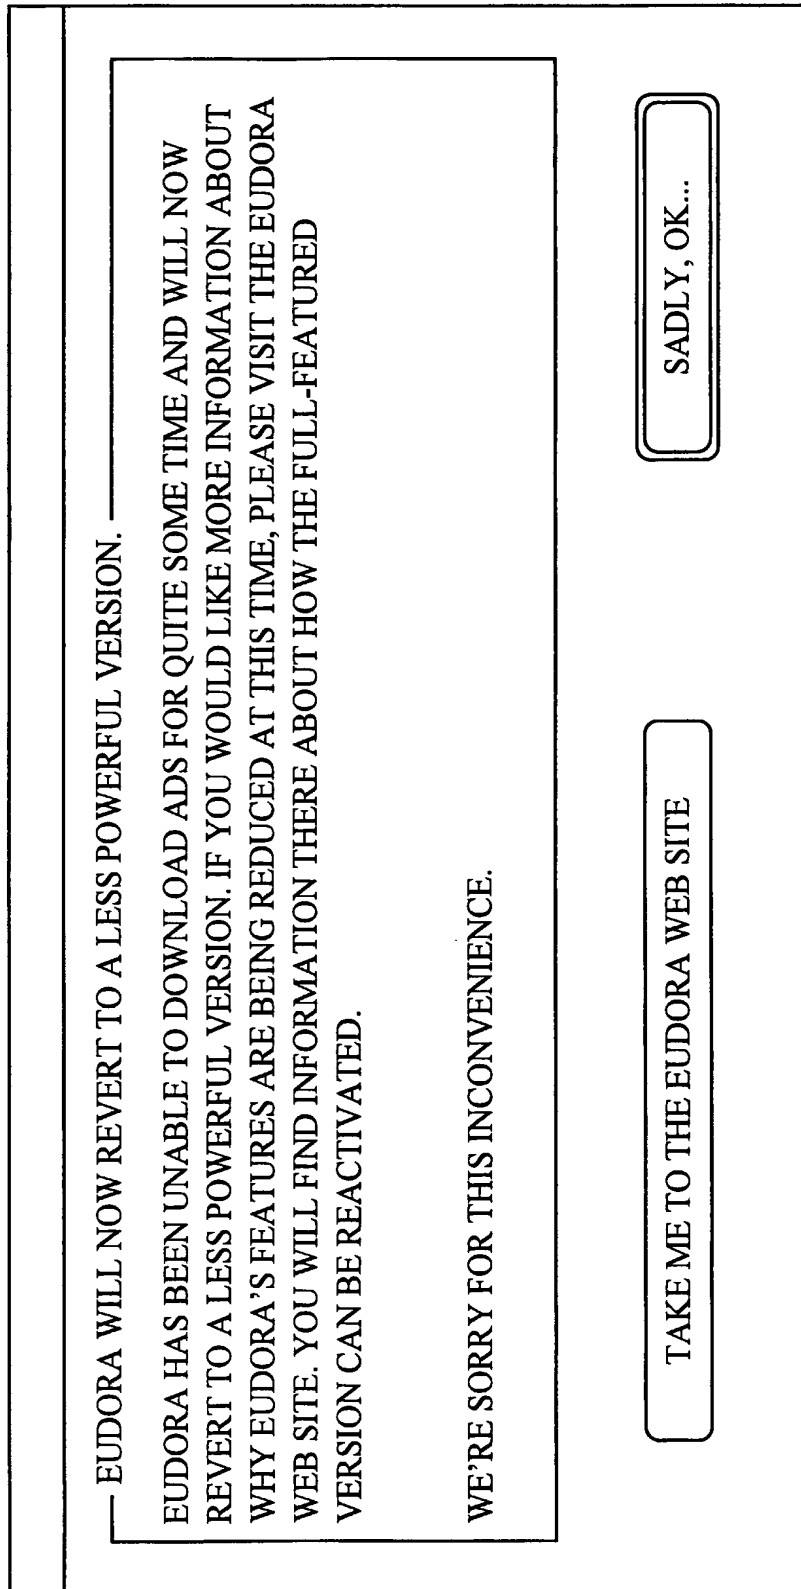 EUDORA WILL NOW REVERT TO A LESS POWERFUL VERSION.
EUDORA HAS BEEN UNABLE TO DOWNLOAD ADS FOR QUITE SOME TIME AND WILL NOW
REVERT TO A LESS POWERFUL VERSION. IF YOU WOULD LIKE MORE INFORMATION ABOUT
WHY EUDORA'S FEATURES ARE BEING REDUCED AT THIS TIME, PLEASE VISIT THE EUDORA
WEB SITE. YOU WILL FIND INFORMATION THERE ABOUT HOW THE FULL-FEATURED
VERSION CAN BE REACTIVATED.
WE'RE SORRY FOR THIS INCONVENIENCE.
TAKE ME TO THE EUDORA WEB SITE
SADLY, OK...